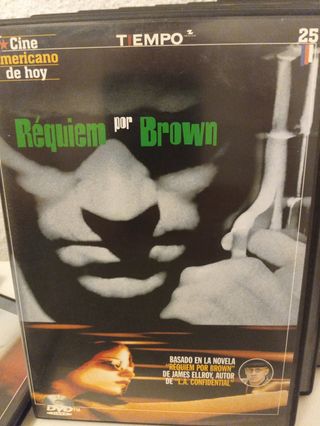 Cine
americano
de hoy
TIEMPO
25
Réquiem por Brown
BASADO EN LA NOVELA
"RÉQUIEM POR BROWN"
DE JAMES ELLROY, AUTOR
DE "L.A. CONFIDENTIAL"
DVD